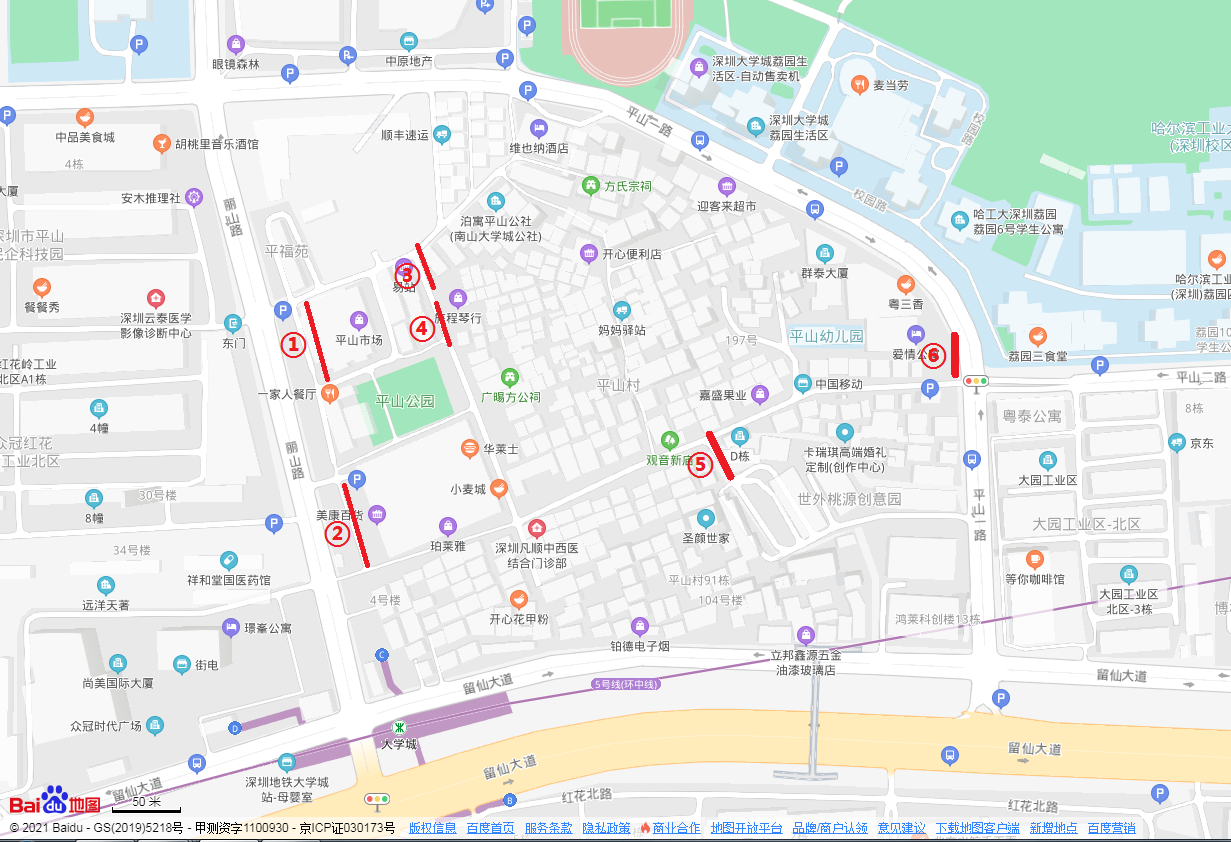 眼镜森林
中原地产
深圳大学城荔园生
活区-自动售卖机
麦当劳
中品美食城
4栋
胡桃里音乐酒馆
顺丰速运
维也纳酒店
平山二路
深圳大学城
荔园生活区
校园路
哈尔滨工业大
(深圳校区
大厦
安木推理社
丽山路
方氏宗祠
迎客来超市
校园路
泊寓平山公社
(南山大学城公社)
哈工大深圳荔园
荔园6号学生公寓
深圳市平山
民企科技园
平福苑
开心便利店
群泰大厦
③
易站
餐餐秀
哈尔滨工业
(深圳)荔园
旅程琴行
粤三香
深圳云泰医学
影像诊断中心
东门
①
平山市场
④
妈妈驿站
197号
平山幼儿园
爱情公
⑥
荔园三食堂
荔园10
学生公
红花岭工业
北区A1栋
一家人餐厅
平山公园
广暘方公祠
平山村
嘉盛果业
中国移动
平山二路
8栋
4幢
粤泰公寓
众冠红花
工业北区
丽山路
华莱士
观音新庙
⑤
D栋
卡瑞琪高端婚礼
定制(创作中心)
京东
大园工业区
30号楼
8幢
小麦城
世外桃源创意园
平山一路
大园工业区-北区
美康百货
②
珀莱雅
深圳凡顺中西医
结合门诊部
圣颜世家
34号楼
祥和堂国医药馆
平山村91栋
104号楼
等你咖啡馆
大园工业区
北区-3栋
远洋天著
4号楼
开心花甲粉
鸿莱科创楼13栋
博
璟峯公寓
铂德电子烟
立邦鑫源五金
油漆玻璃店
尚美国际大厦
街电
C
留仙大道
5号线(环中线)
留仙大道
众冠时代广场
D
大学城
留仙大道
深圳地铁大学城
站-母婴室
留仙大道
留仙大道
B
红花北路
红花北路
Bai 地图
50 米
© 2021 Baidu - GS(2019)5218号 - 甲测资字1100930 - 京ICP证030173号 版权信息 百度首页 服务条款 隐私政策 商业合作 地图开放平台 品牌/商户认领 意见建议 下载地图客户端 新增地点 百度营销